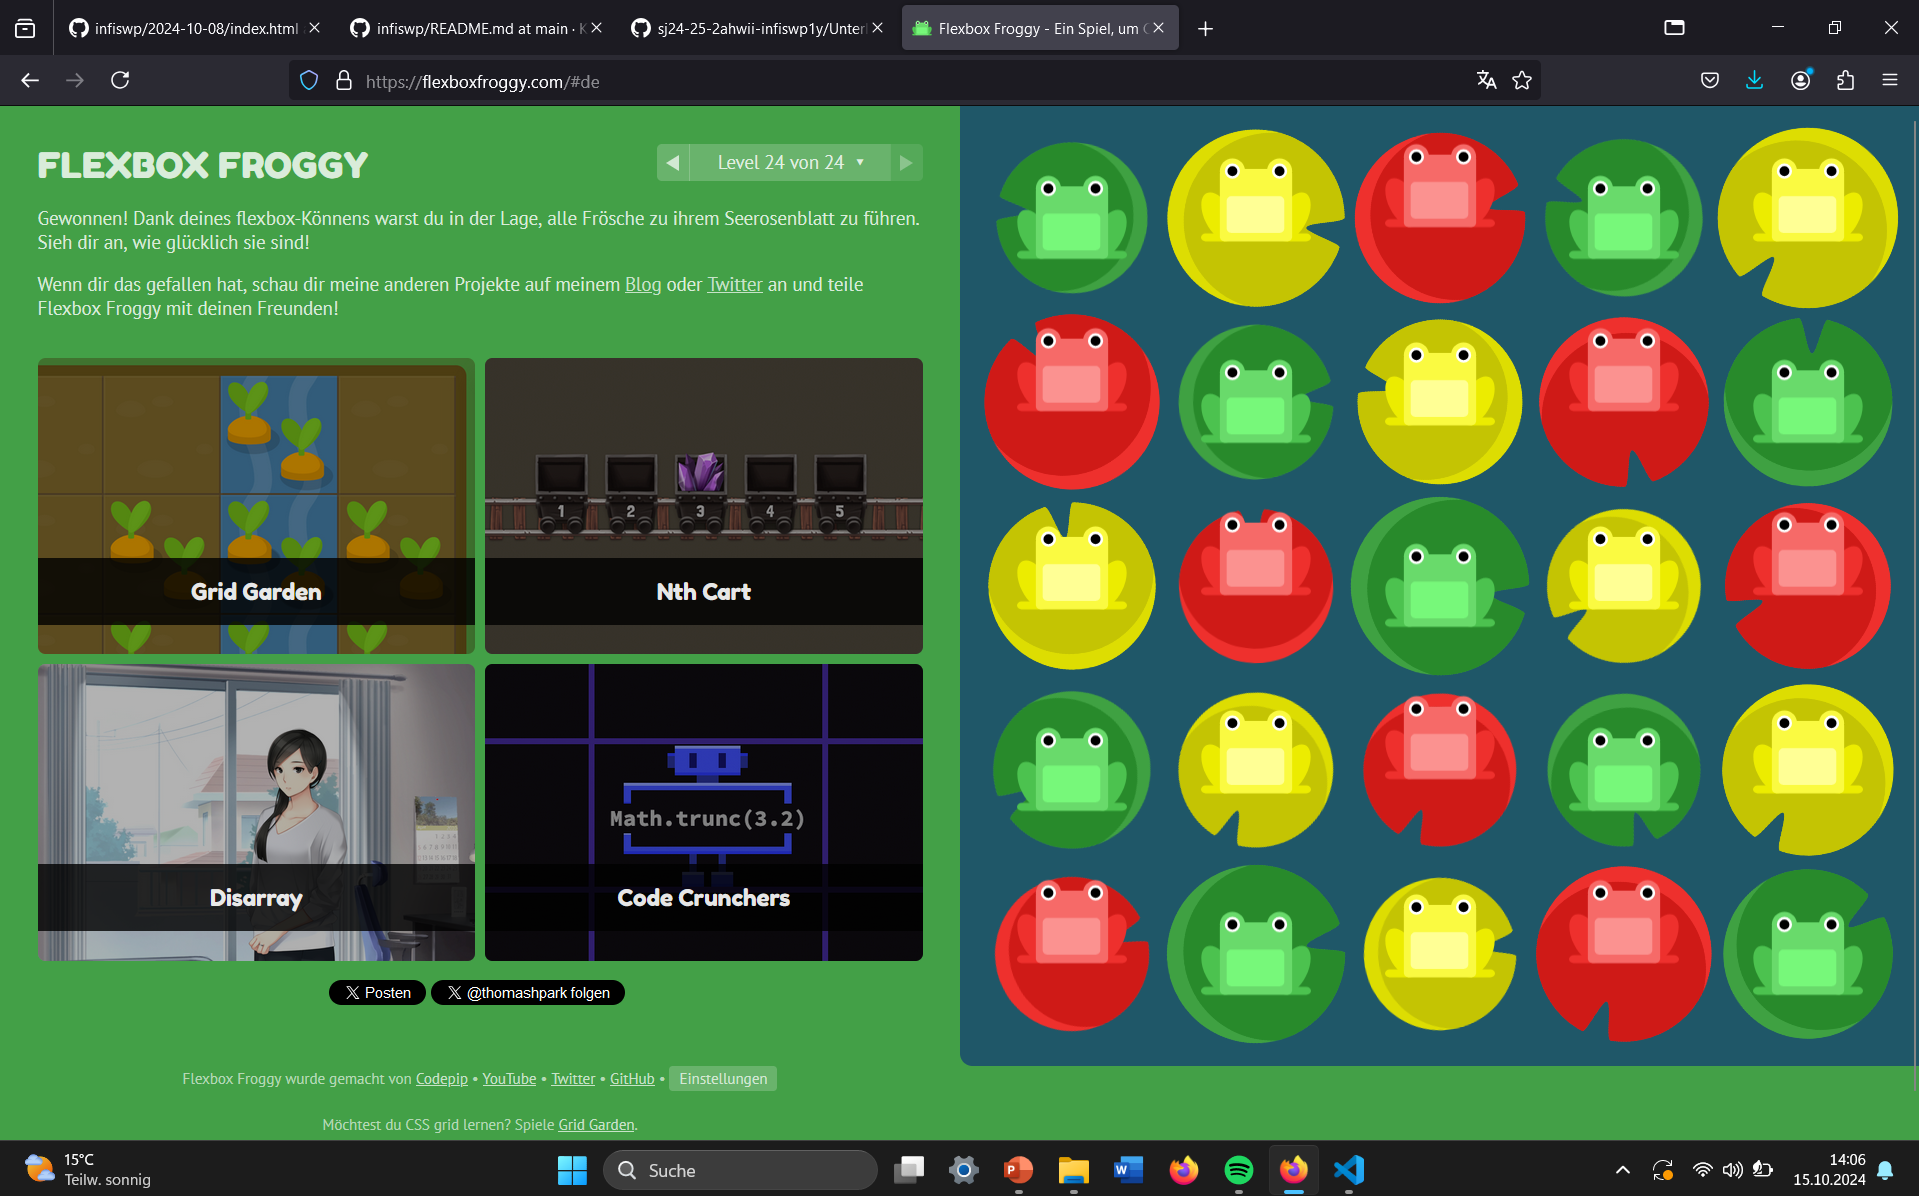 infiswp/2024-10-08/index.html
infiswp/README.md at main · K
sj24-25-2ahwii-infiswp1y/Unter
Flexbox Froggy - Ein Spiel, um C
https://flexboxfroggy.com/#de
FLEXBOX FROGGY
Level 24 von 24
Gewonnen! Dank deines flexbox-Könnens warst du in der Lage, alle Frösche zu ihrem Seerosenblatt zu führen.
Sieh dir an, wie glücklich sie sind!
Wenn dir das gefallen hat, schau dir meine anderen Projekte auf meinem Blog oder Twitter an und teile
Flexbox Froggy mit deinen Freunden!
1 2 3 4 5
Grid Garden
Nth Cart
Math.trunc(3.2)
Disarray
Code Crunchers
X Posten
X @thomashpark folgen
Flexbox Froggy wurde gemacht von Codepip • YouTube • Twitter • GitHub • Einstellungen
Möchtest du CSS grid lernen? Spiele Grid Garden.
15°C
Teilw. sonnig
Suche
14:06
15.10.2024